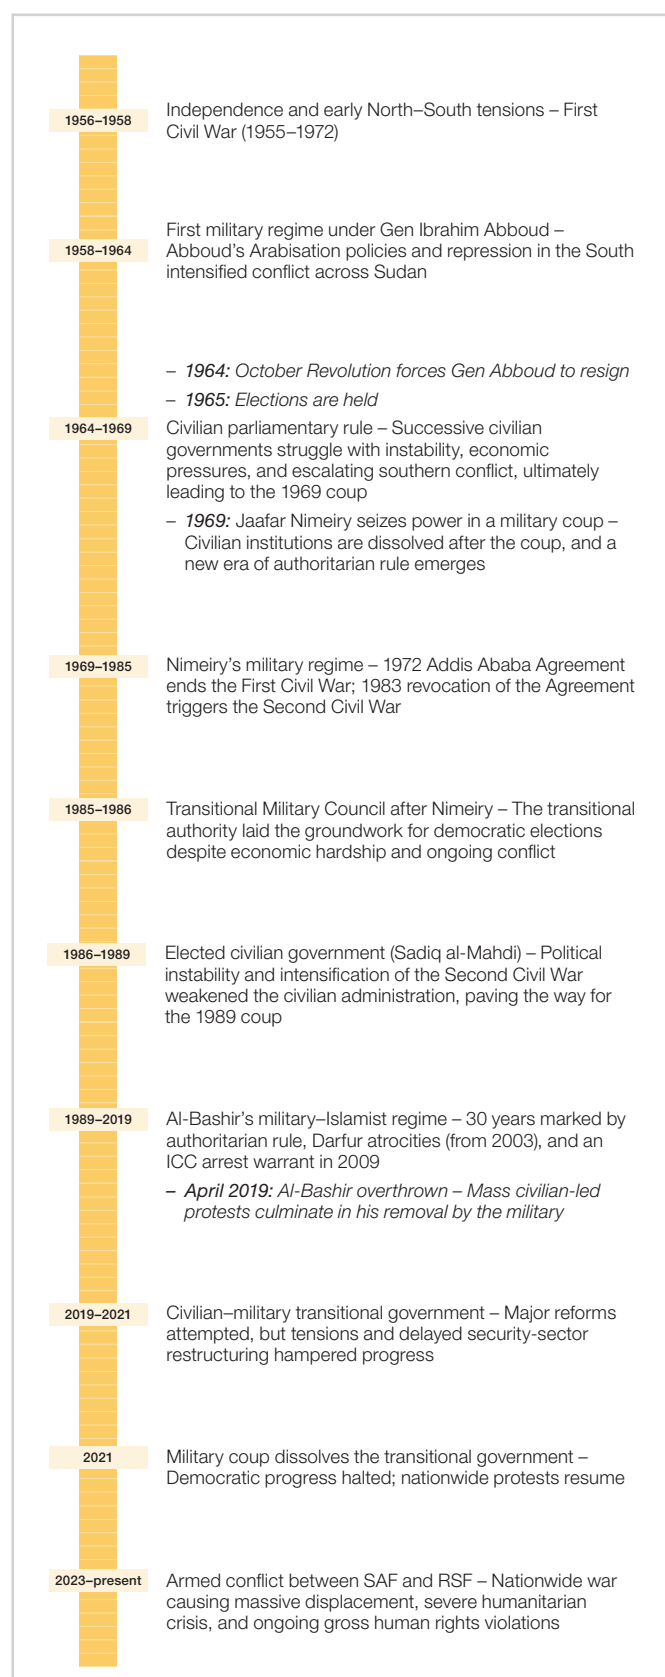 1956–1958
Independence and early North–South tensions – First
Civil War (1955–1972)
1958–1964
First military regime under Gen Ibrahim Abboud –
Abboud's Arabisation policies and repression in the South
intensified conflict across Sudan
– 1964: October Revolution forces Gen Abboud to resign
– 1965: Elections are held
1964–1969
Civilian parliamentary rule – Successive civilian
governments struggle with instability, economic
pressures, and escalating southern conflict, ultimately
leading to the 1969 coup
– 1969: Jaafar Nimeiry seizes power in a military coup –
Civilian institutions are dissolved after the coup, and a
new era of authoritarian rule emerges
1969–1985
Nimeiry's military regime – 1972 Addis Ababa Agreement
ends the First Civil War; 1983 revocation of the Agreement
triggers the Second Civil War
1985–1986
Transitional Military Council after Nimeiry – The transitional
authority laid the groundwork for democratic elections
despite economic hardship and ongoing conflict
1986–1989
Elected civilian government (Sadiq al-Mahdi) – Political
instability and intensification of the Second Civil War
weakened the civilian administration, paving the way for
the 1989 coup
1989–2019
Al-Bashir's military–Islamist regime – 30 years marked by
authoritarian rule, Darfur atrocities (from 2003), and an
ICC arrest warrant in 2009
– April 2019: Al-Bashir overthrown – Mass civilian-led
protests culminate in his removal by the military
2019–2021
Civilian–military transitional government – Major reforms
attempted, but tensions and delayed security-sector
restructuring hampered progress
2021
Military coup dissolves the transitional government –
Democratic progress halted; nationwide protests resume
2023–present
Armed conflict between SAF and RSF – Nationwide war
causing massive displacement, severe humanitarian
crisis, and ongoing gross human rights violations